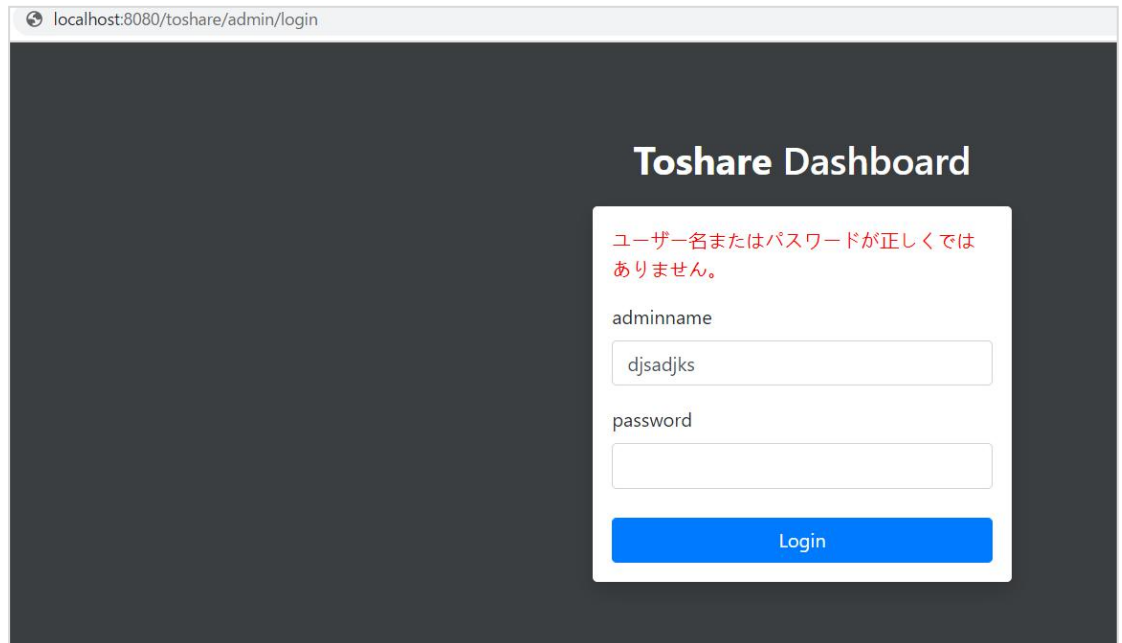 localhost:8080/toshare/admin/login
Toshare Dashboard
ユーザー名またはパスワードが正しくでは
ありません。
adminname
djsadjks
password
Login